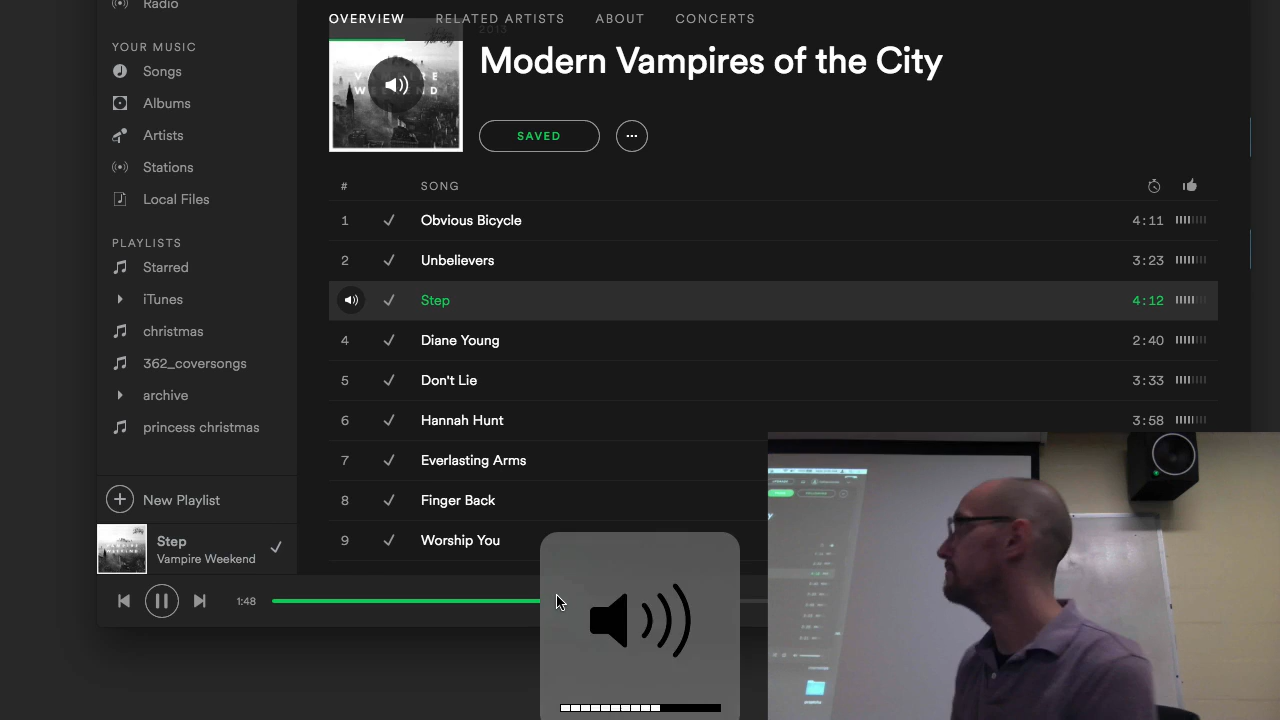 Radio
YOUR MUSIC
Songs
Albums
Artists
Stations
Local Files
PLAYLISTS
Starred
iTunes
christmas
362_coversongs
archive
princess christmas
New Playlist
Step
Vampire Weekend
1:48
OVERVIEW RELATED ARTISTS ABOUT CONCERTS
2013
Modern Vampires of the City
SAVED
# SONG
1 Obvious Bicycle 4:11
2 Unbelievers 3:23
Step 4:12
4 Diane Young 2:40
5 Don't Lie 3:33
6 Hannah Hunt 3:58
7 Everlasting Arms
8 Finger Back
9 Worship You